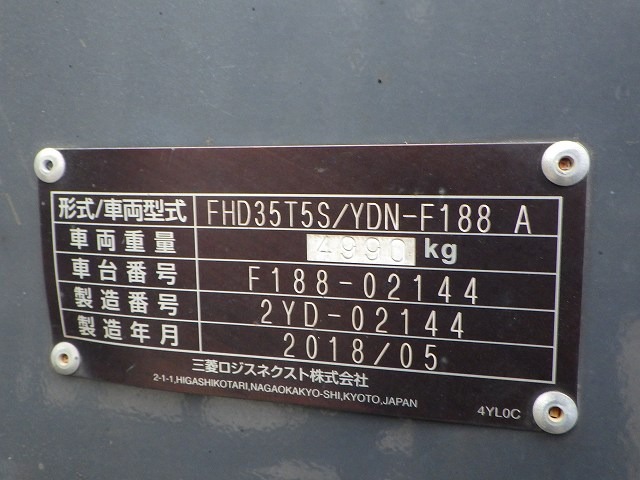 形式/車両型式 FHD35T5S/YDN-F188 A
車両重量 4990 kg
車台番号 F188-02144
製造番号 2YD-02144
製造年月 2018/05
三菱ロジスネクスト株式会社
2-1-1,HIGASHIKOTARI,NAGAOKAKYO-SHI,KYOTO,JAPAN
4YL0C